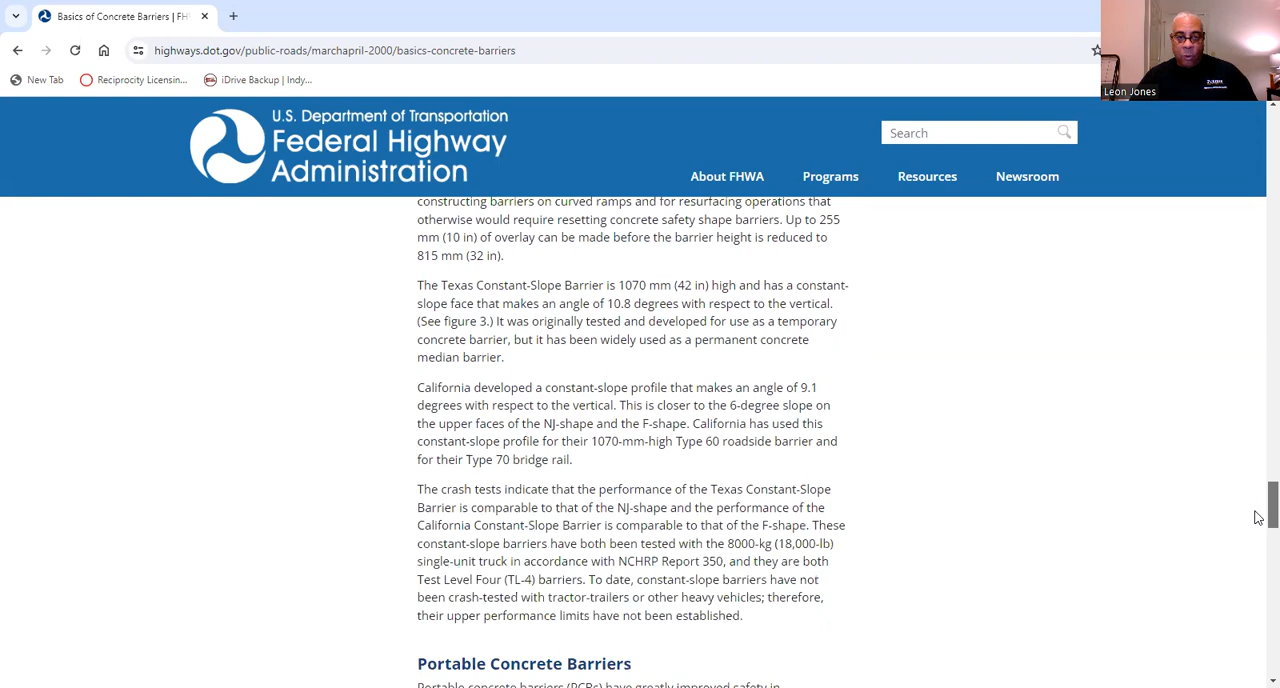 Basics of Concrete Barriers | FH
highways.dot.gov/public-roads/marchapril-2000/basics-concrete-barriers
New Tab
Reciprocity Licensin...
iDrive Backup | Indy...
Leon Jones
U.S. Department of Transportation
Federal Highway
Administration
Search
About FHWA
Programs
Resources
Newsroom
constructing barriers on curved ramps and for resurfacing operations that
otherwise would require resetting concrete safety shape barriers. Up to 255
mm (10 in) of overlay can be made before the barrier height is reduced to
815 mm (32 in).
The Texas Constant-Slope Barrier is 1070 mm (42 in) high and has a constant-
slope face that makes an angle of 10.8 degrees with respect to the vertical.
(See figure 3.) It was originally tested and developed for use as a temporary
concrete barrier, but it has been widely used as a permanent concrete
median barrier.
California developed a constant-slope profile that makes an angle of 9.1
degrees with respect to the vertical. This is closer to the 6-degree slope on
the upper faces of the NJ-shape and the F-shape. California has used this
constant-slope profile for their 1070-mm-high Type 60 roadside barrier and
for their Type 70 bridge rail.
The crash tests indicate that the performance of the Texas Constant-Slope
Barrier is comparable to that of the NJ-shape and the performance of the
California Constant-Slope Barrier is comparable to that of the F-shape. These
constant-slope barriers have both been tested with the 8000-kg (18,000-lb)
single-unit truck in accordance with NCHRP Report 350, and they are both
Test Level Four (TL-4) barriers. To date, constant-slope barriers have not
been crash-tested with tractor-trailers or other heavy vehicles; therefore,
their upper performance limits have not been established.
Portable Concrete Barriers
Portable concrete barriers (PCBs) have greatly improved safety in